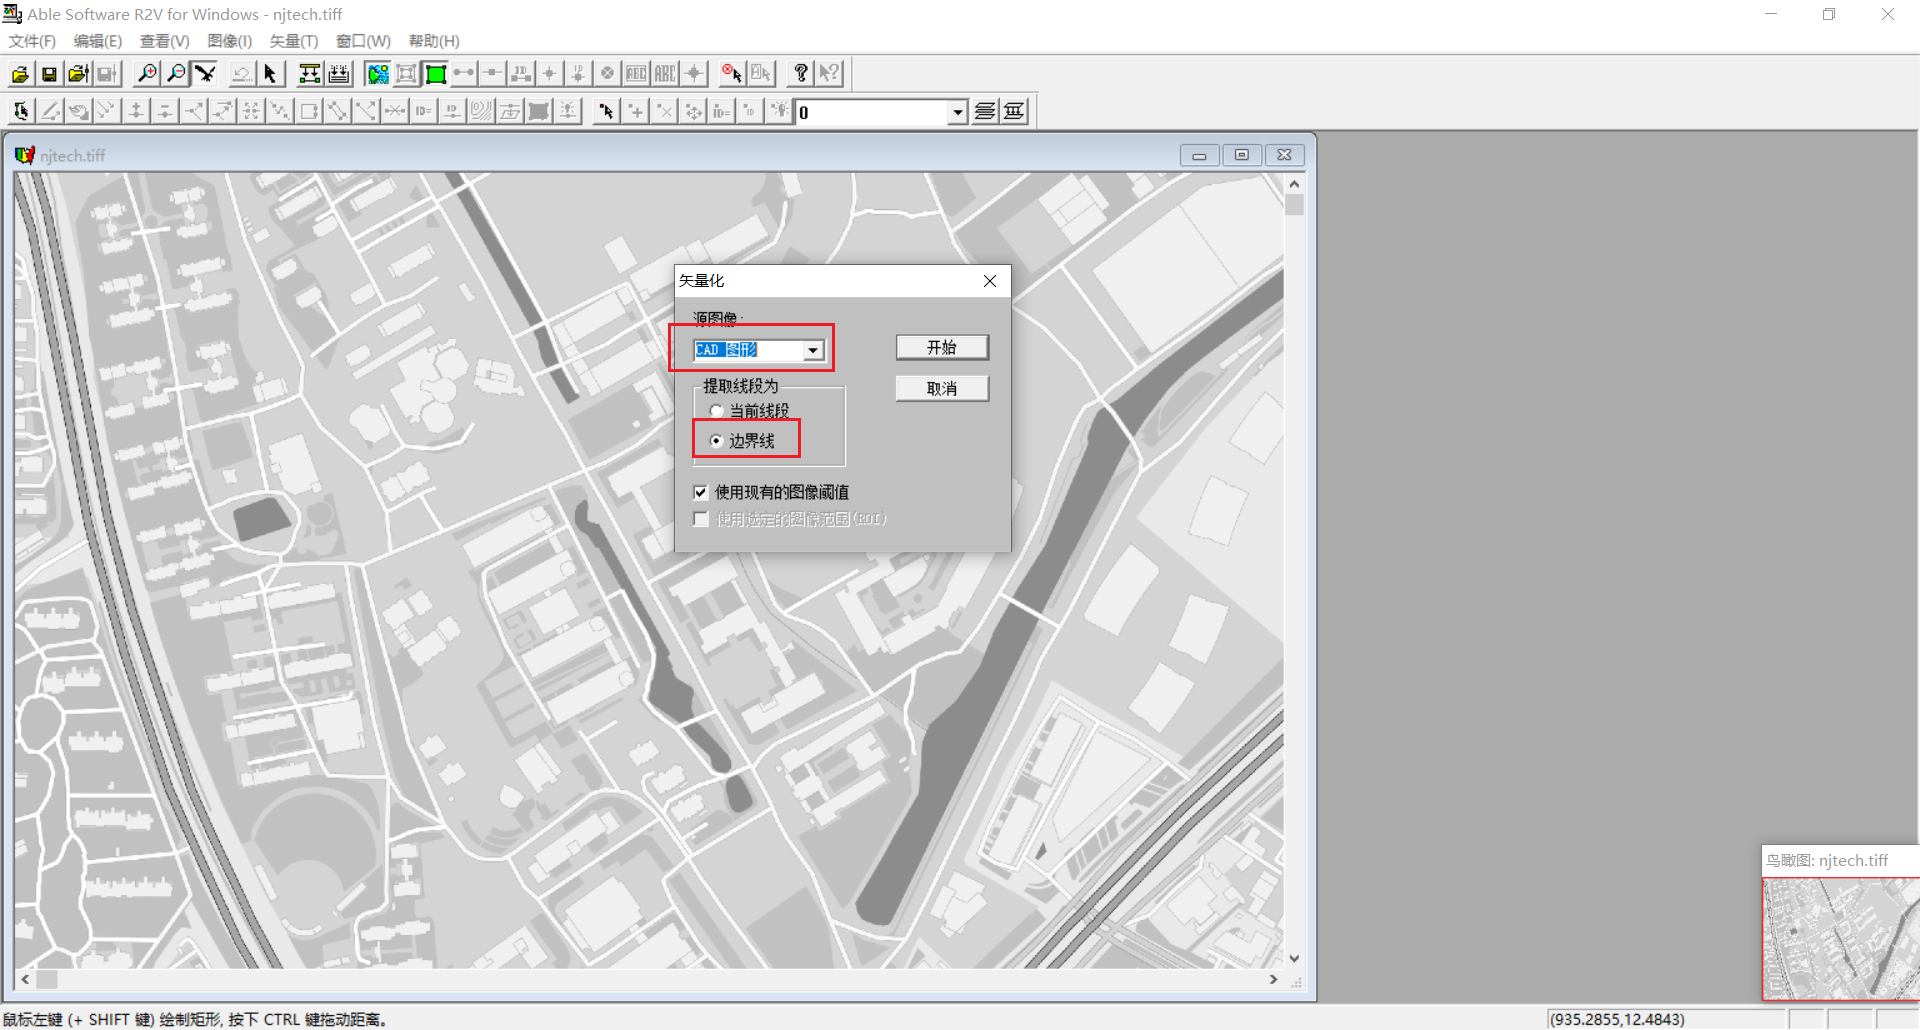 Able Software R2V for Windows - njtech.tiff
文件(F) 编辑(E) 查看(V) 图像(I) 矢量(T) 窗口(W) 帮助(H)
ABC ABC
ID= ID 0
njtech.tiff
矢量化
源图像:
CAD 图形
开始
提取线段为
取消
当前线段
边界线
使用现有的图像阈值
使用选定的图像范围(ROI)
鸟瞰图: njtech.tiff
鼠标左键 (+ SHIFT 键) 绘制矩形, 按下 CTRL 键拖动距离。
(935.2855,12.4843)